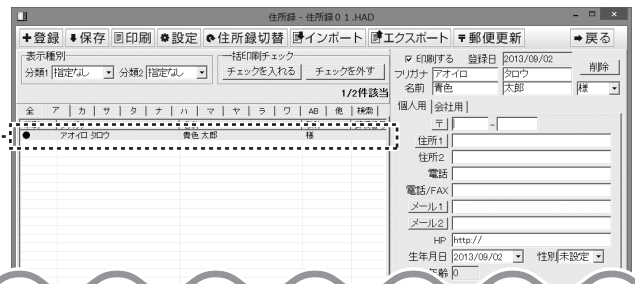 住所録 - 住所録０１.HAD
登録 保存 印刷 設定 住所録切替 インポート エクスポート 〒郵便更新 戻る
表示種別
分類1 指定なし 分類2 指定なし
一括印刷チェック
チェックを入れる チェックを外す
1/2件該当
全 ア カ サ タ ナ ハ マ ヤ ラ ワ AB 他 検索
● アオイロ タロウ 青色 太郎 様
印刷する 登録日 2013/09/02
フリガナ アオイロ タロウ 削除
名前 青色 太郎 様
個人用 会社用
〒 -
住所1
住所2
電話
電話/FAX
メール1
メール2
HP http://
生年月日 2013/09/02 性別 未設定
年齢 0